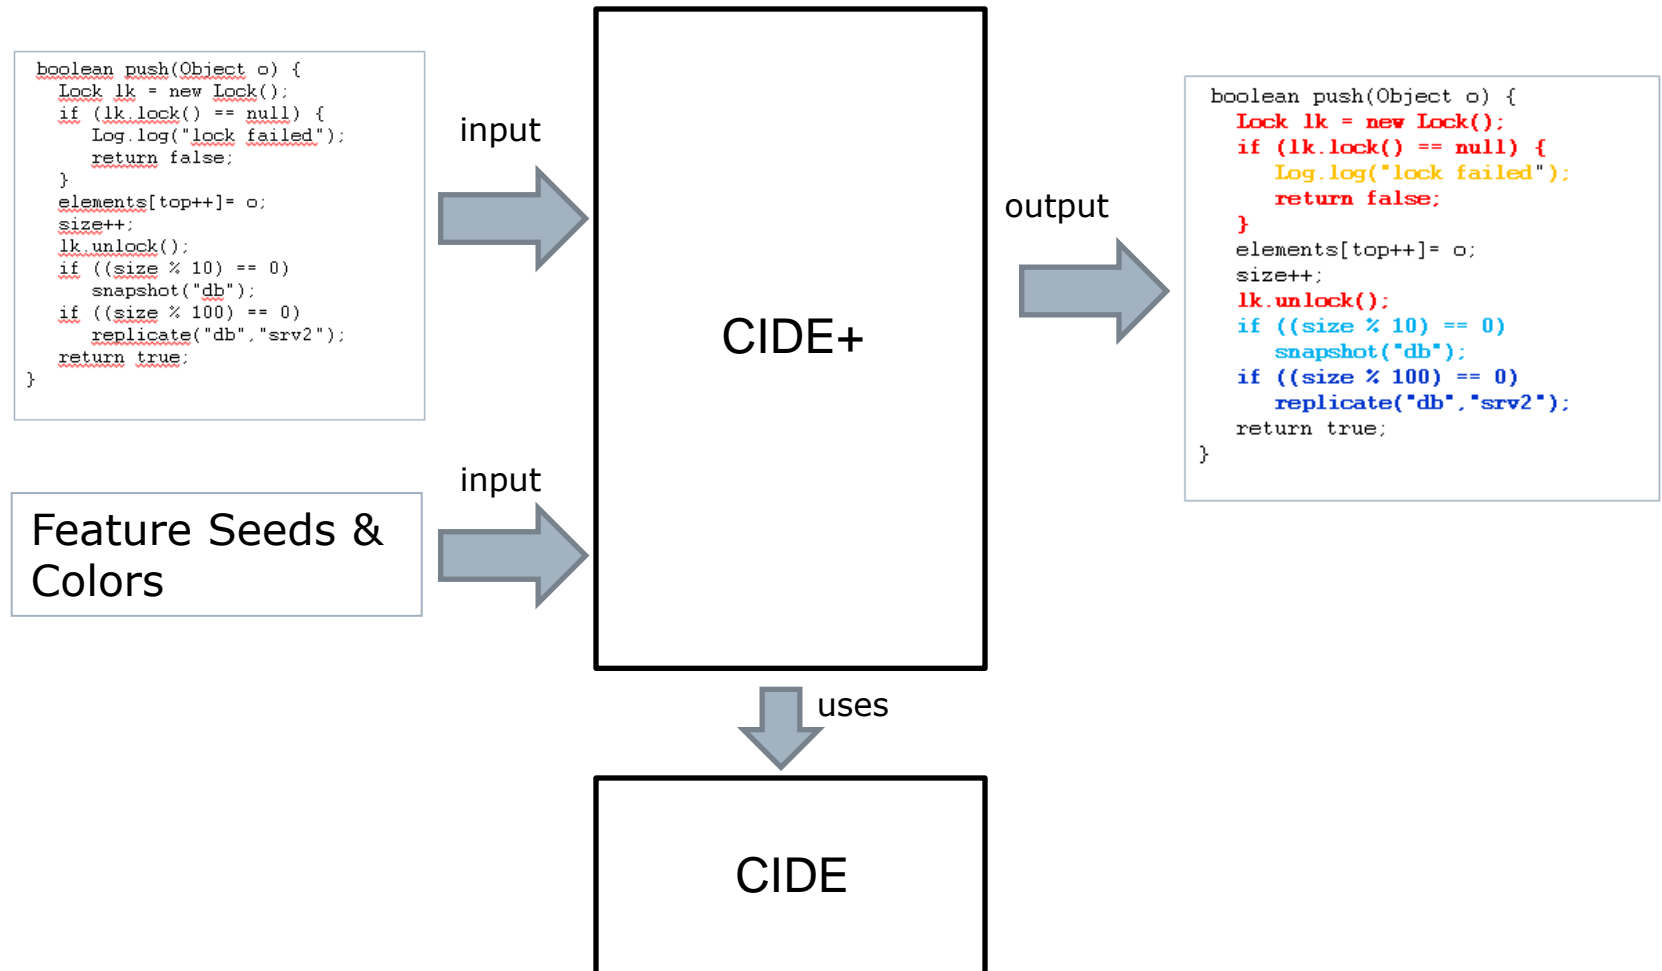 boolean push(Object o) {
Lock lk = new Lock();
if (lk.lock() == null) {
Log.log("lock failed");
return false;
}
elements[top++]= o;
size++;
lk.unlock();
if ((size % 10) == 0)
snapshot("db");
if ((size % 100) == 0)
replicate("db","srv2");
return true;
}
input
Feature Seeds &
Colors
input
CIDE+
output
boolean push(Object o) {
Lock lk = new Lock();
if (lk.lock() == null) {
Log.log("lock failed");
return false;
}
elements[top++]= o;
size++;
lk.unlock();
if ((size % 10) == 0)
snapshot("db");
if ((size % 100) == 0)
replicate("db","srv2");
return true;
}
uses
CIDE